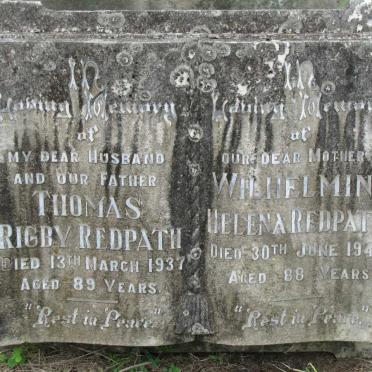 In
Loving Memory
of
MY DEAR HUSBAND
AND OUR FATHER
THOMAS
RIGBY REDPATH
DIED 13TH MARCH 1937
AGED 89 YEARS.
"Rest in Peace."
In
Loving Memory
of
OUR DEAR MOTHER
WILHELMIN
HELENA REDPAT
DIED 30TH JUNE 194
AGED 88 YEARS
"Rest in Peace."